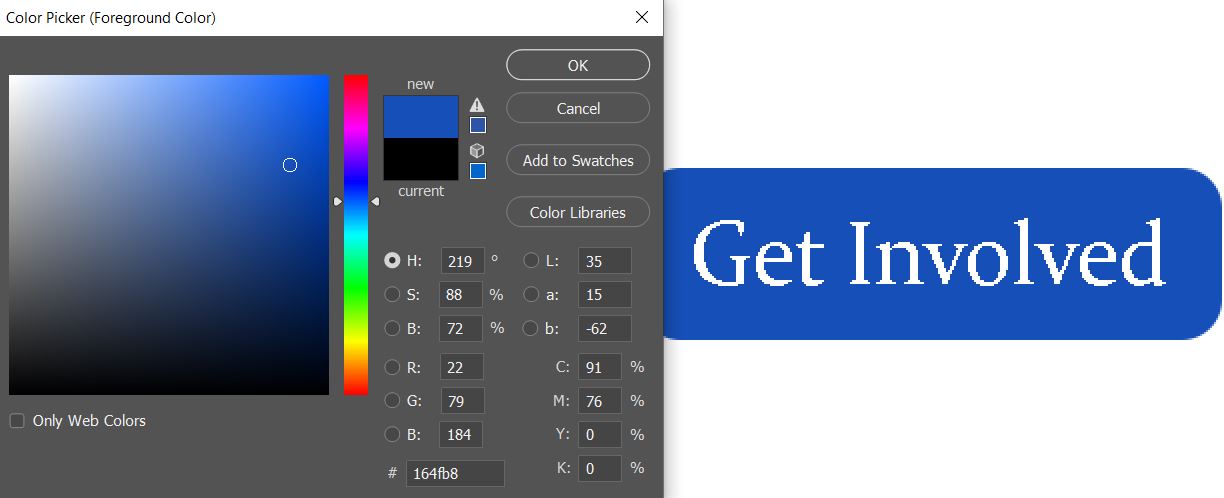 Color Picker (Foreground Color)
new
current
OK
Cancel
Add to Swatches
Color Libraries
H: 219 °
S: 88 %
B: 72 %
R: 22
G: 79
B: 184
# 164fb8
L: 35
a: 15
b: -62
C: 91 %
M: 76 %
Y: 0 %
K: 0 %
Only Web Colors
Get Involved